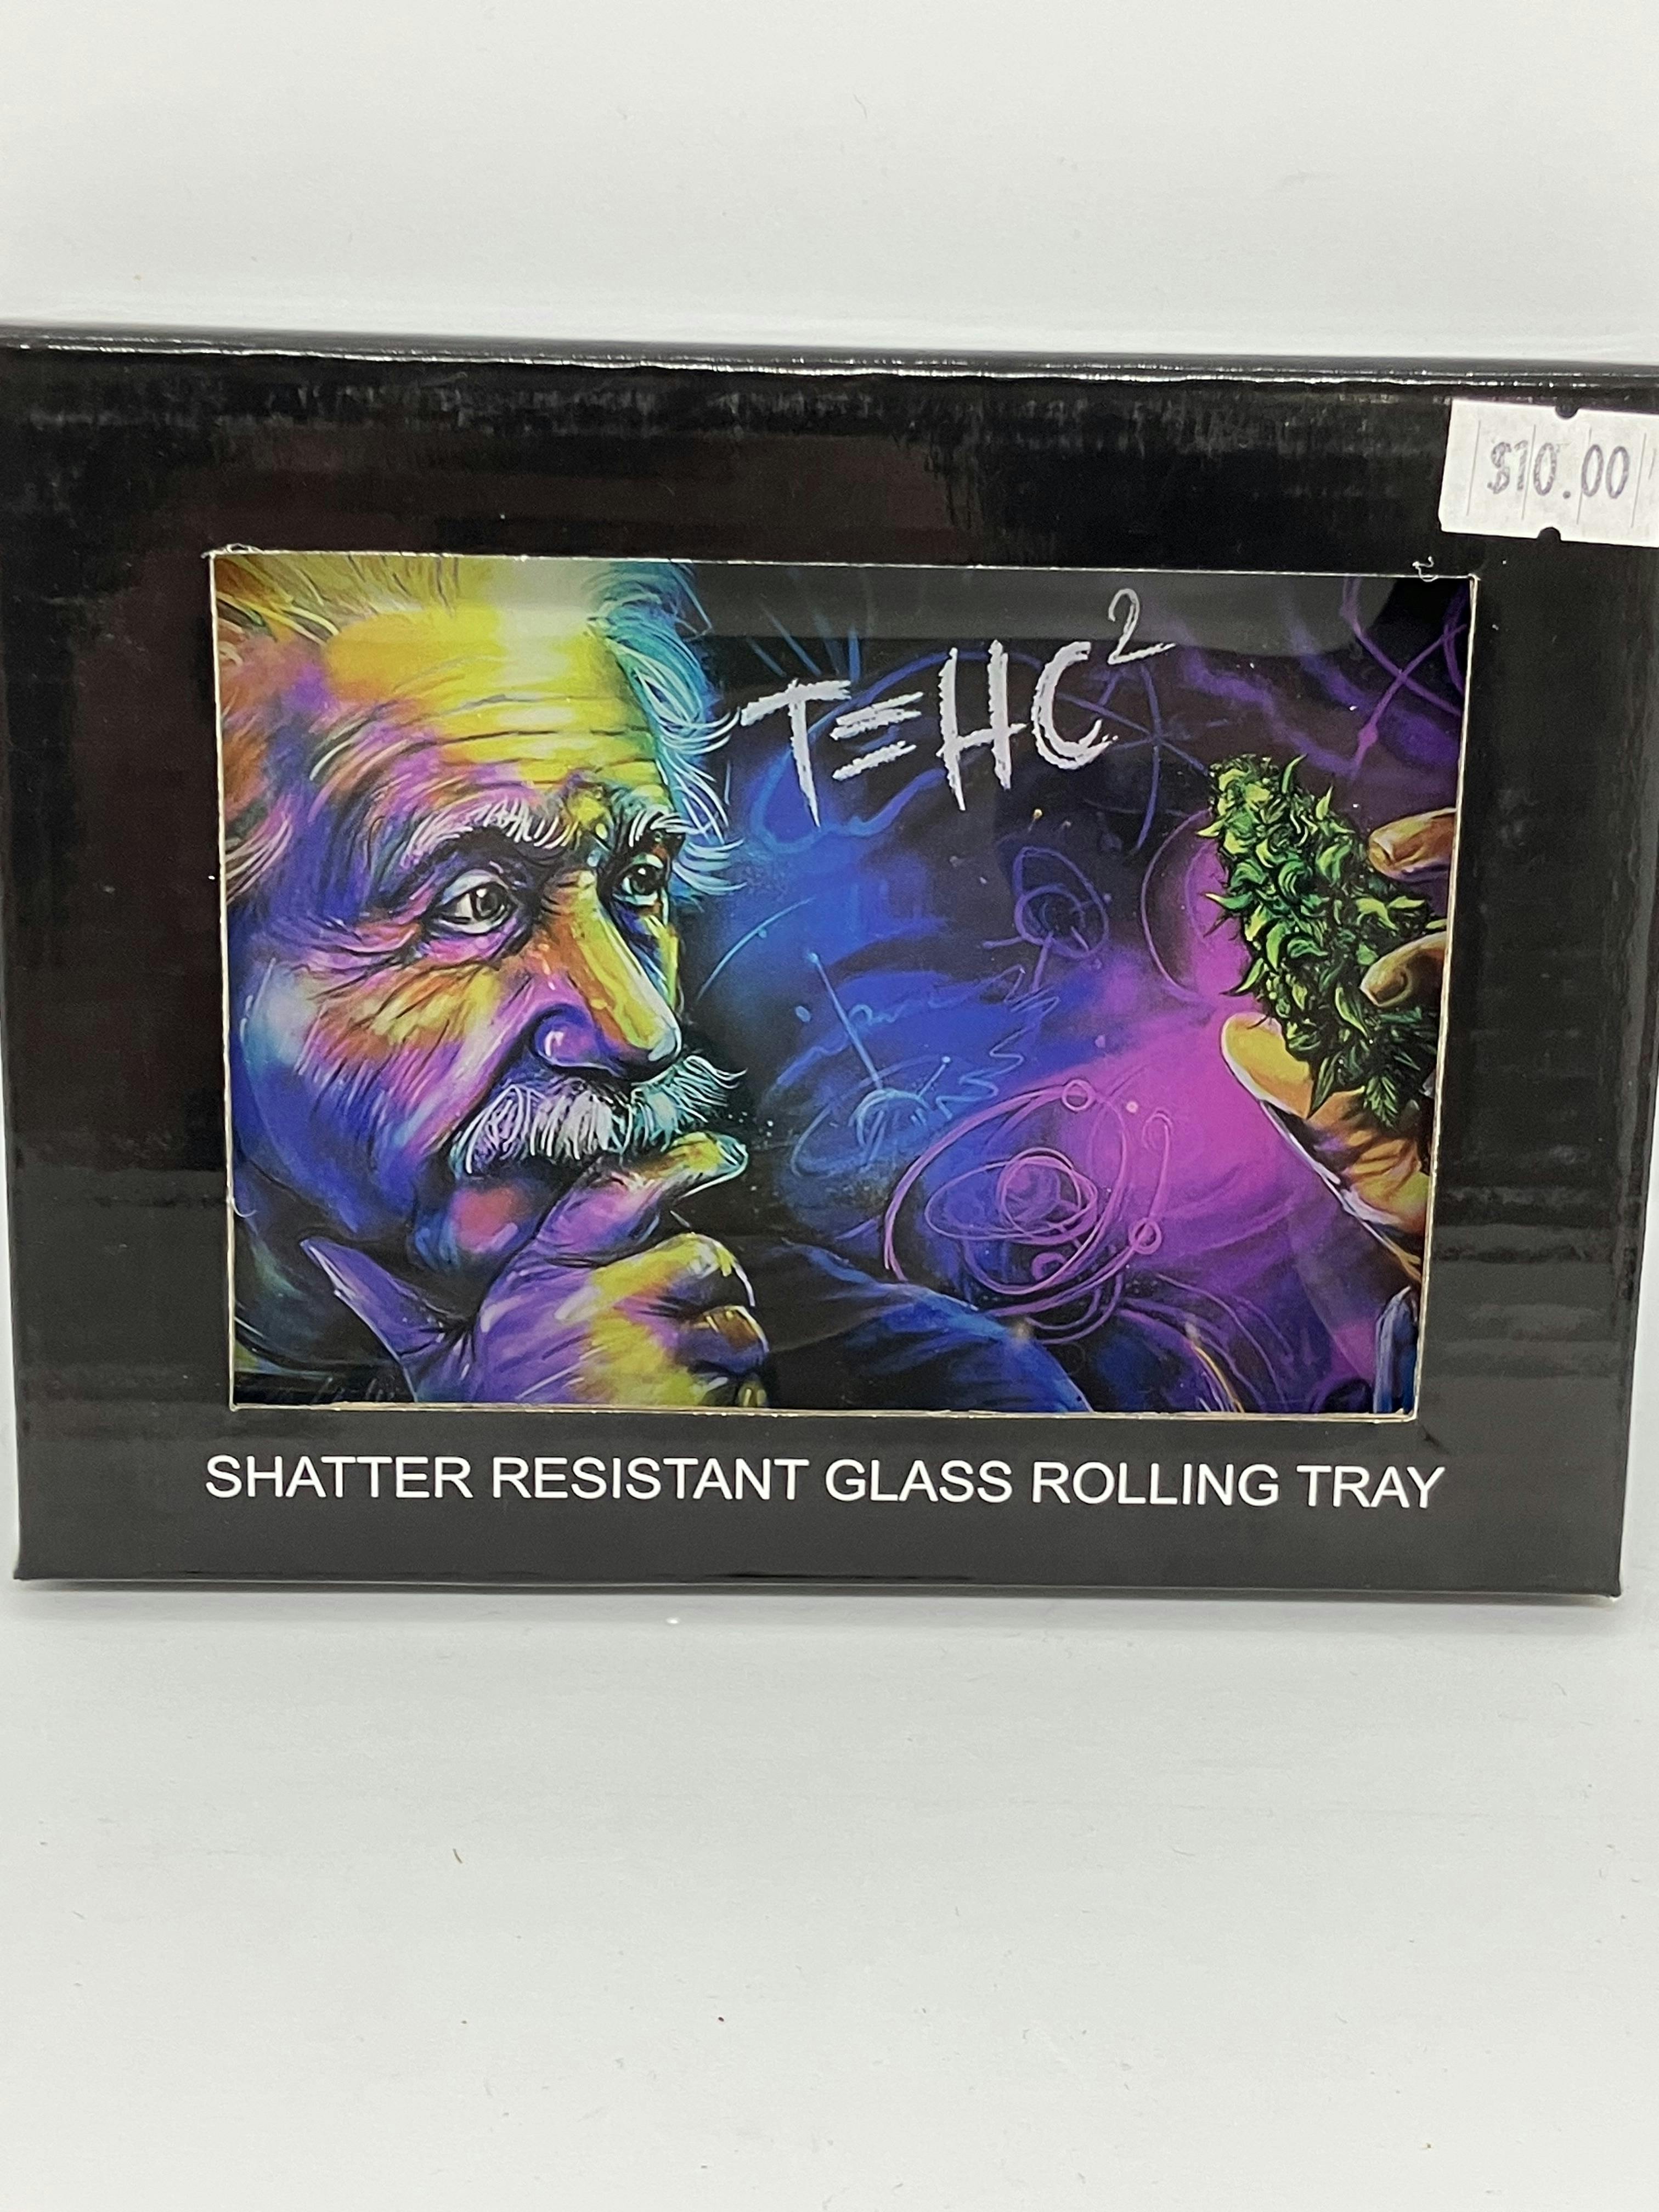 $10.00
T≡HC²
SHATTER RESISTANT GLASS ROLLING TRAY